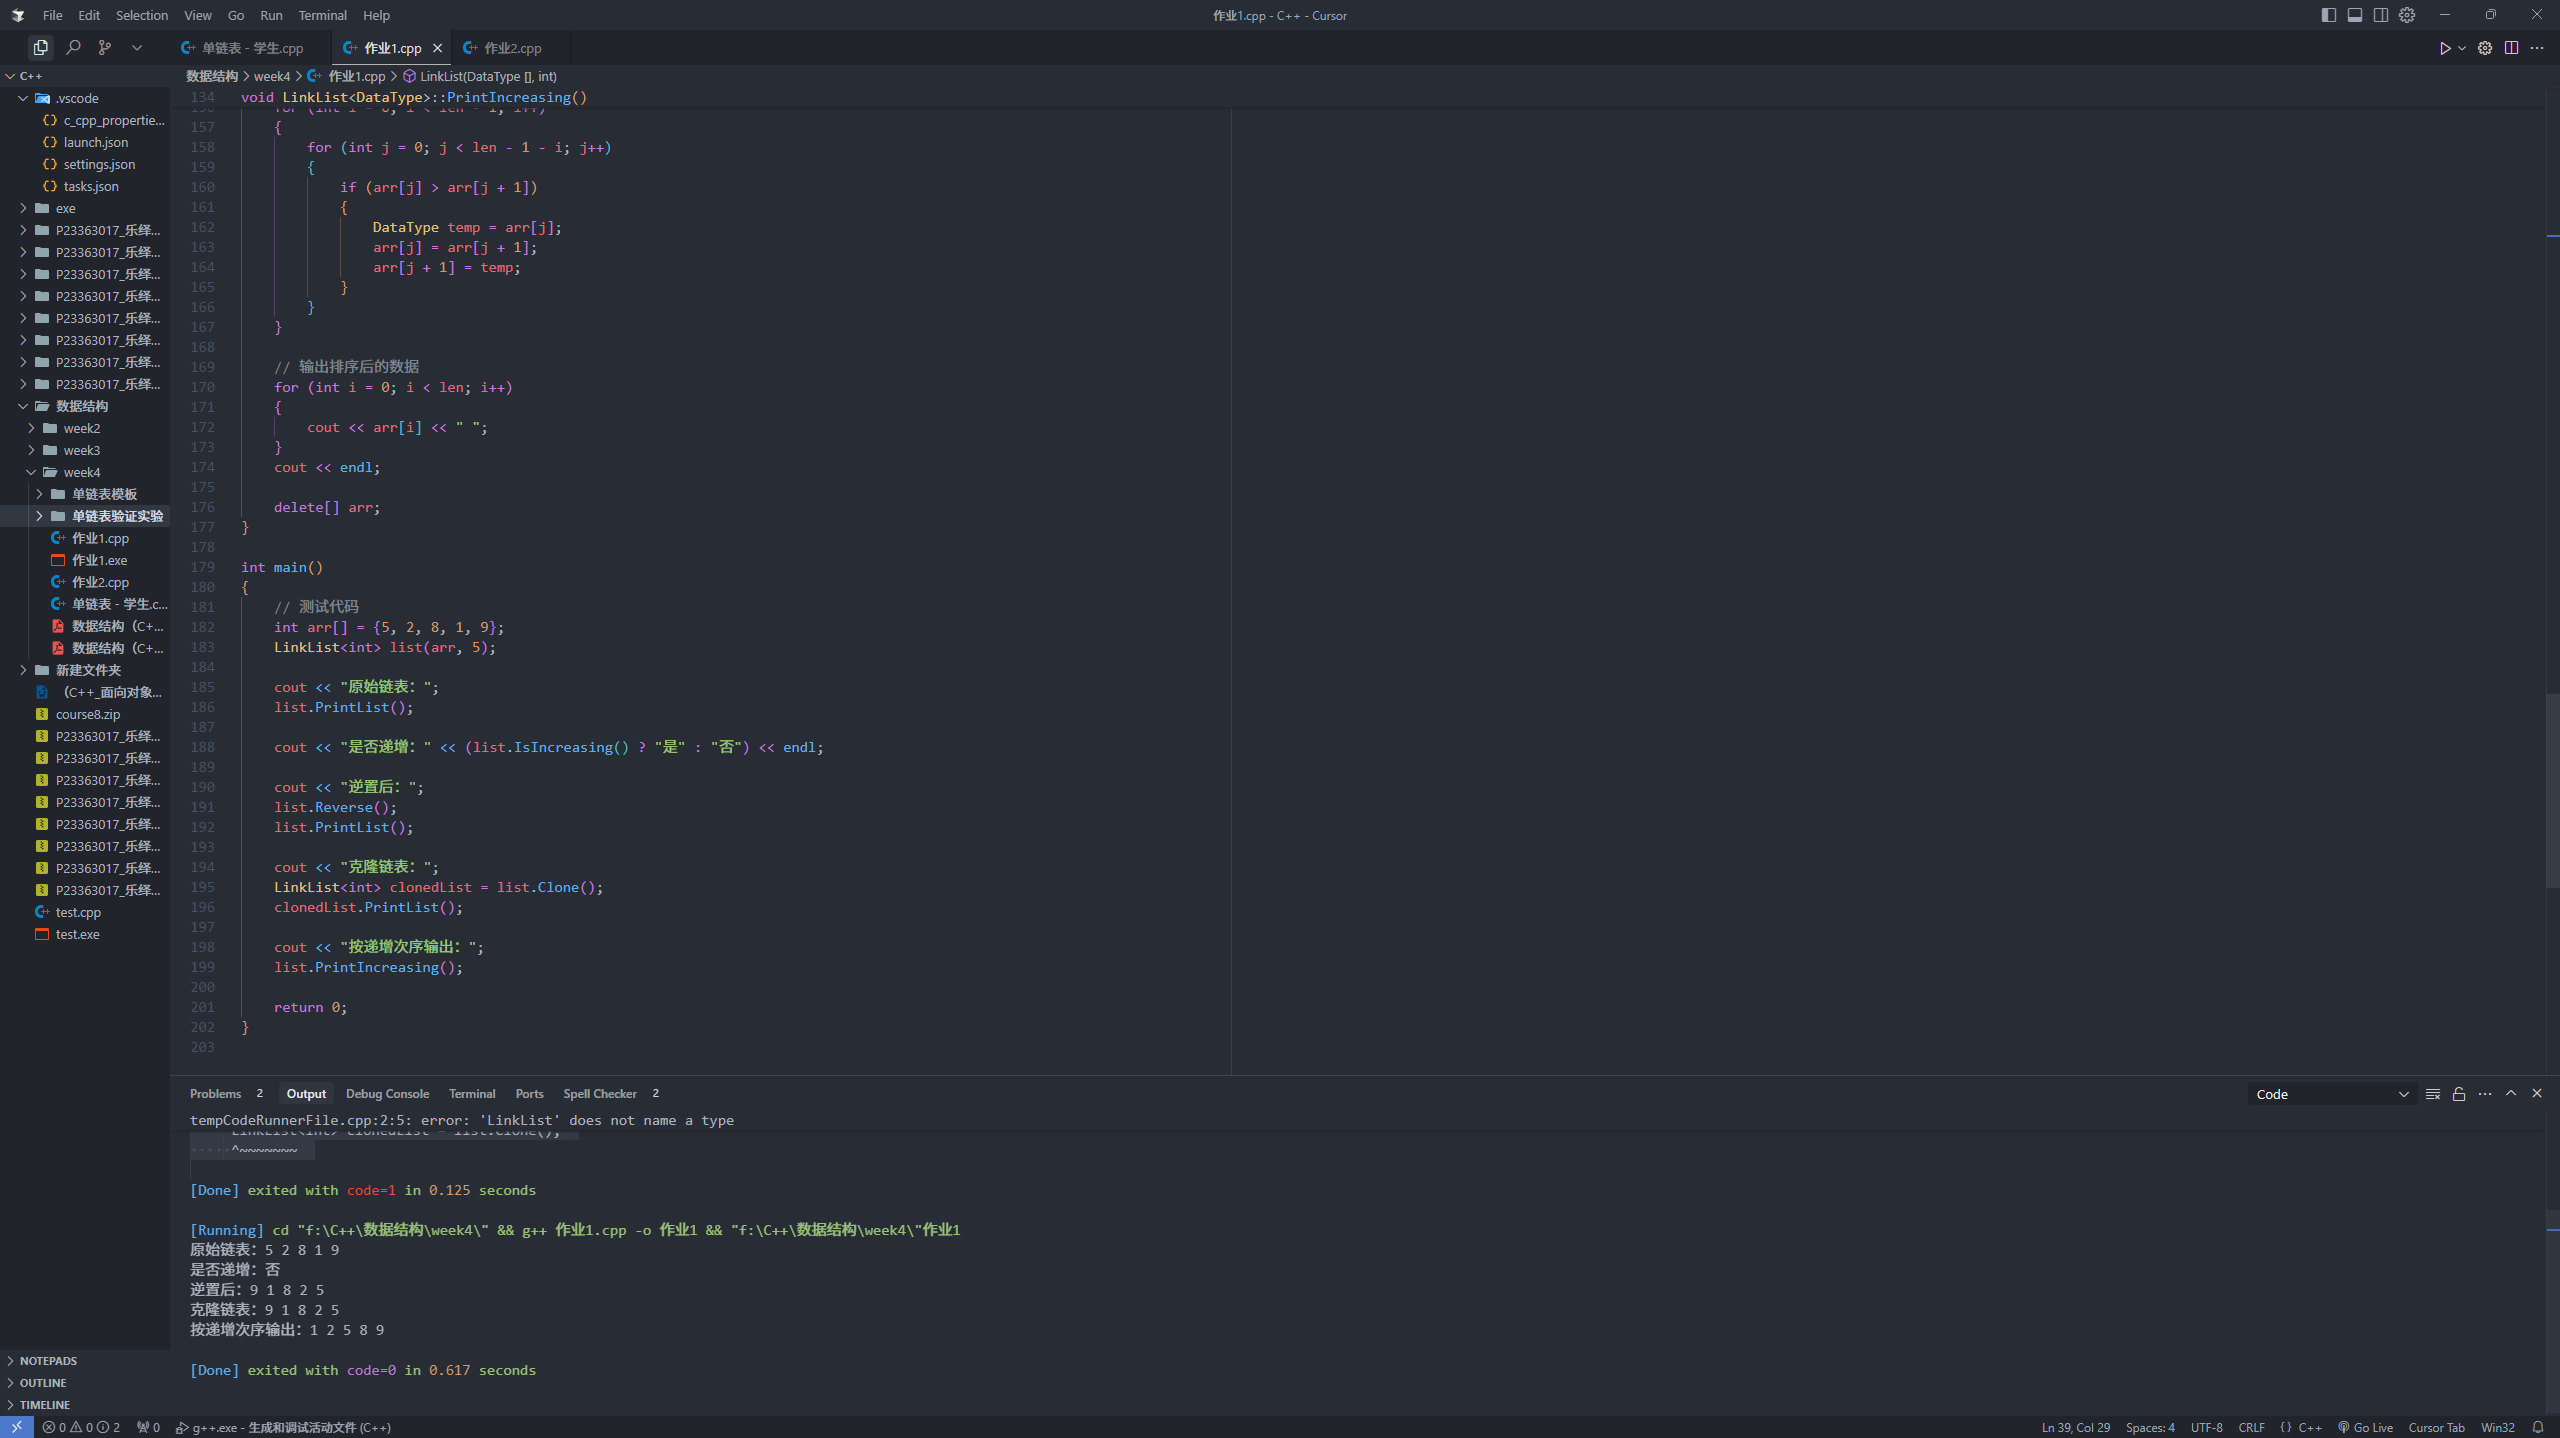 File Edit Selection View Go Run Terminal Help
作业1.cpp - C++ - Cursor
单链表 - 学生.cpp
作业1.cpp
作业2.cpp
C++
.vscode
c_cpp_propertie...
launch.json
settings.json
tasks.json
exe
P23363017_乐绎...
P23363017_乐绎...
P23363017_乐绎...
P23363017_乐绎...
P23363017_乐绎...
P23363017_乐绎...
P23363017_乐绎...
P23363017_乐绎...
数据结构
week2
week3
week4
单链表模板
单链表验证实验
作业1.cpp
作业1.exe
作业2.cpp
单链表 - 学生.c...
数据结构（C+...
数据结构（C+...
新建文件夹
（C++_面向对象...
course8.zip
P23363017_乐绎...
P23363017_乐绎...
P23363017_乐绎...
P23363017_乐绎...
P23363017_乐绎...
P23363017_乐绎...
P23363017_乐绎...
P23363017_乐绎...
test.cpp
test.exe
NOTEPADS
OUTLINE
TIMELINE
数据结构 > week4 > 作业1.cpp > LinkList(DataType [], int)
134 void LinkList<DataType>::PrintIncreasing()
156 for (int i = 0; i < len - 1; i++)
157 {
158 for (int j = 0; j < len - 1 - i; j++)
159 {
160 if (arr[j] > arr[j + 1])
161 {
162 DataType temp = arr[j];
163 arr[j] = arr[j + 1];
164 arr[j + 1] = temp;
165 }
166 }
167 }
168
169 // 输出排序后的数据
170 for (int i = 0; i < len; i++)
171 {
172 cout << arr[i] << " ";
173 }
174 cout << endl;
175
176 delete[] arr;
177 }
178
179 int main()
180 {
181 // 测试代码
182 int arr[] = {5, 2, 8, 1, 9};
183 LinkList<int> list(arr, 5);
184
185 cout << "原始链表：";
186 list.PrintList();
187
188 cout << "是否递增：" << (list.IsIncreasing() ? "是" : "否") << endl;
189
190 cout << "逆置后：";
191 list.Reverse();
192 list.PrintList();
193
194 cout << "克隆链表：";
195 LinkList<int> clonedList = list.Clone();
196 clonedList.PrintList();
197
198 cout << "按递增次序输出：";
199 list.PrintIncreasing();
200
201 return 0;
202 }
203
Problems 2 Output Debug Console Terminal Ports Spell Checker 2
Code
tempCodeRunnerFile.cpp:2:5: error: 'LinkList' does not name a type
LinkList<int> clonedList = list.Clone();
^~~~~~~~
[Done] exited with code=1 in 0.125 seconds
[Running] cd "f:\C++\数据结构\week4\" && g++ 作业1.cpp -o 作业1 && "f:\C++\数据结构\week4\"作业1
原始链表：5 2 8 1 9
是否递增：否
逆置后：9 1 8 2 5
克隆链表：9 1 8 2 5
按递增次序输出：1 2 5 8 9
[Done] exited with code=0 in 0.617 seconds
0 0 2 0 g++.exe - 生成和调试活动文件 (C++)
Ln 39, Col 29 Spaces: 4 UTF-8 CRLF {} C++ Go Live Cursor Tab Win32